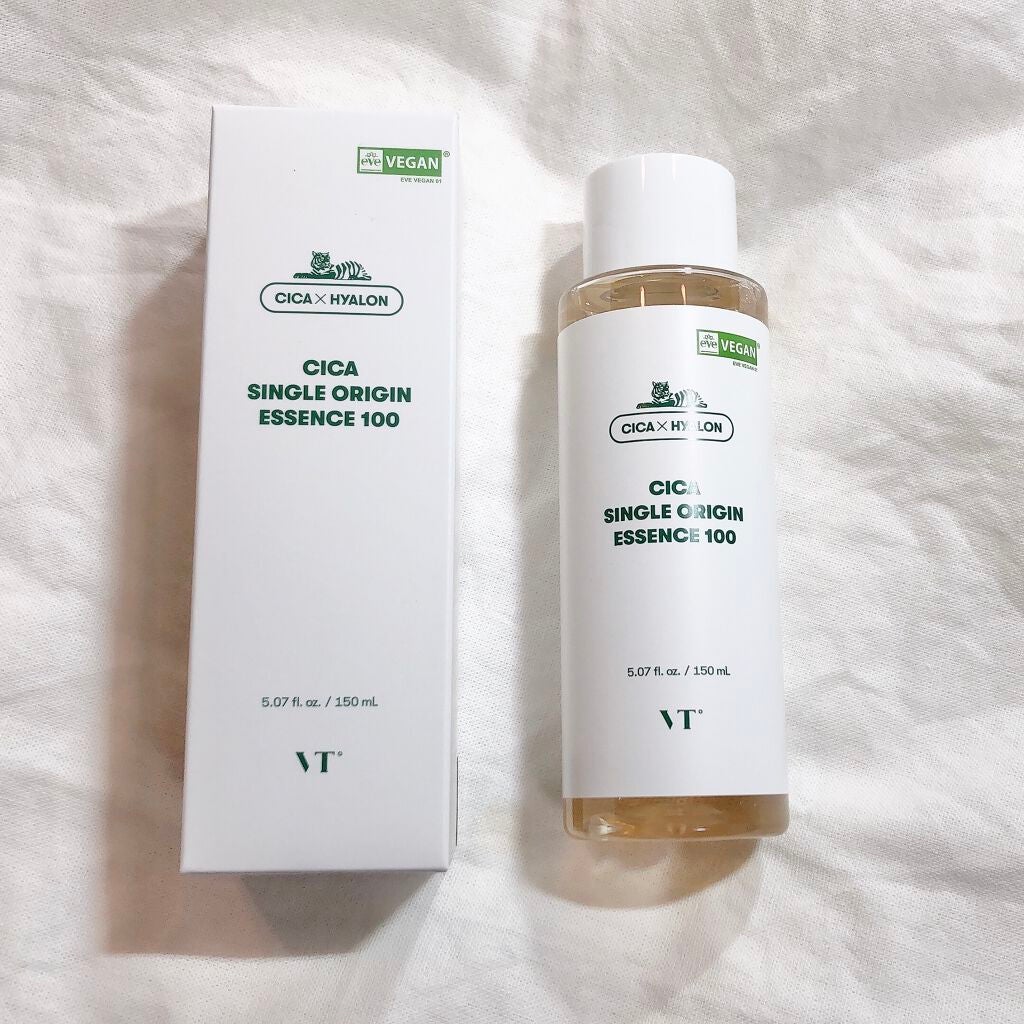 eve VEGAN®
EVE VEGAN 01
CICA×HYALON
CICA
SINGLE ORIGIN
ESSENCE 100
5.07 fl. oz. / 150 mL
VT
eve VEGAN®
EVE VEGAN 01
CICA×HYALON
CICA
SINGLE ORIGIN
ESSENCE 100
5.07 fl. oz. / 150 mL
VT